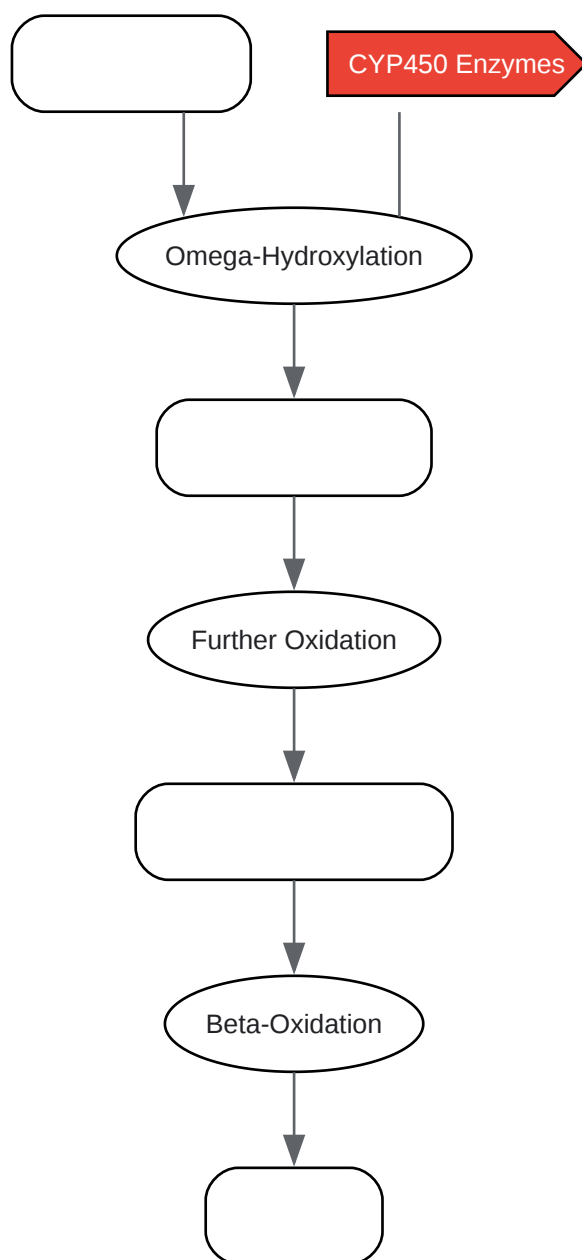 CYP450 Enzymes
Omega-Hydroxylation
Further Oxidation
Beta-Oxidation